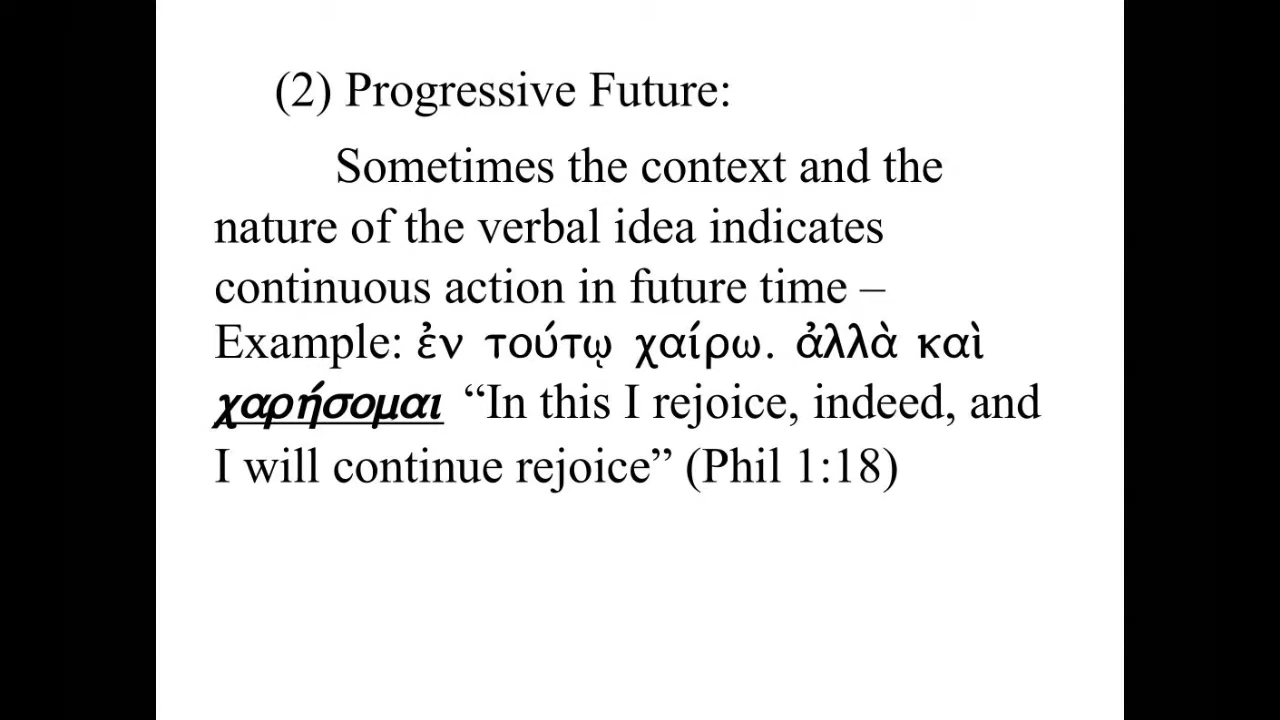 (2) Progressive Future:
Sometimes the context and the
nature of the verbal idea indicates
continuous action in future time –
Example: ἐν τούτῳ χαίρω. ἀλλὰ καὶ
χαρήσομαι “In this I rejoice, indeed, and
I will continue rejoice” (Phil 1:18)